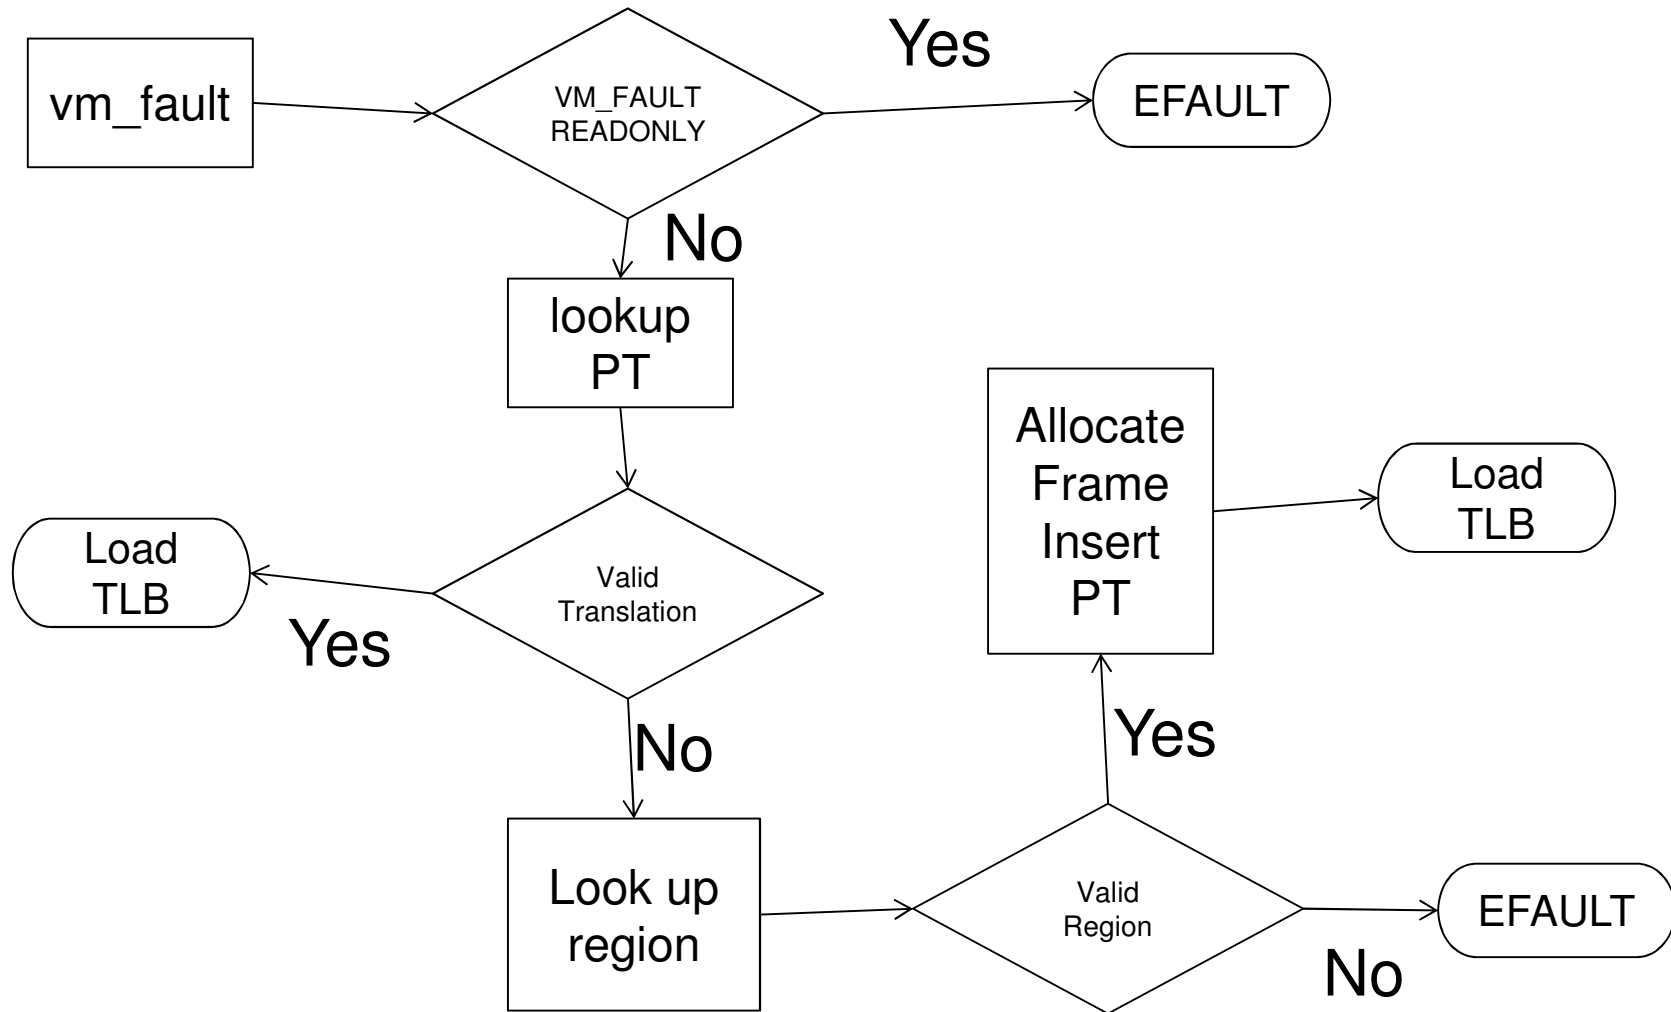 vm_fault
VM_FAULT
READONLY
Yes
EFAULT
No
lookup
PT
Valid
Translation
Yes
Load
TLB
No
Look up
region
Valid
Region
Yes
Allocate
Frame
Insert
PT
Load
TLB
No
EFAULT